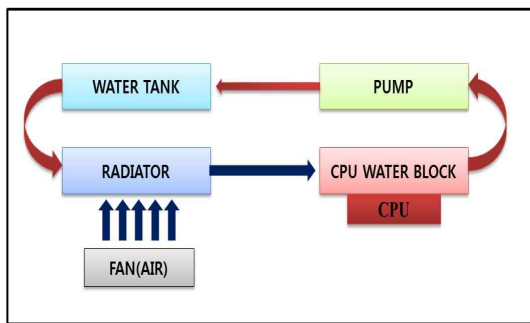 WATER TANK
PUMP
RADIATOR
CPU WATER BLOCK
CPU
FAN(AIR)